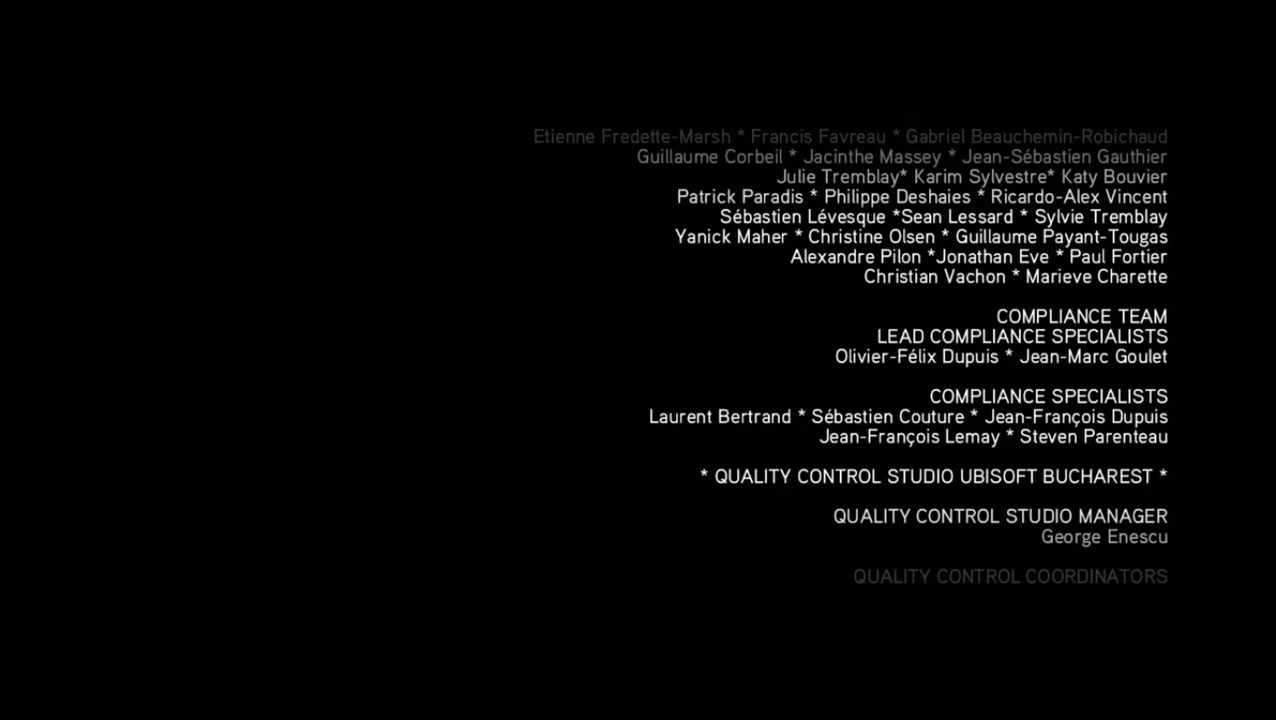 Etienne Fredette-Marsh * Francis Favreau * Gabriel Beauchemin-Robichaud
Guillaume Corbeil * Jacinthe Massey * Jean-Sébastien Gauthier
Julie Tremblay* Karim Sylvestre* Katy Bouvier
Patrick Paradis * Philippe Deshaies * Ricardo-Alex Vincent
Sébastien Lévesque *Sean Lessard * Sylvie Tremblay
Yanick Maher * Christine Olsen * Guillaume Payant-Tougas
Alexandre Pilon *Jonathan Eve * Paul Fortier
Christian Vachon * Marieve Charette
COMPLIANCE TEAM
LEAD COMPLIANCE SPECIALISTS
Olivier-Félix Dupuis * Jean-Marc Goulet
COMPLIANCE SPECIALISTS
Laurent Bertrand * Sébastien Couture * Jean-François Dupuis
Jean-François Lemay * Steven Parenteau
* QUALITY CONTROL STUDIO UBISOFT BUCHAREST *
QUALITY CONTROL STUDIO MANAGER
George Enescu
QUALITY CONTROL COORDINATORS